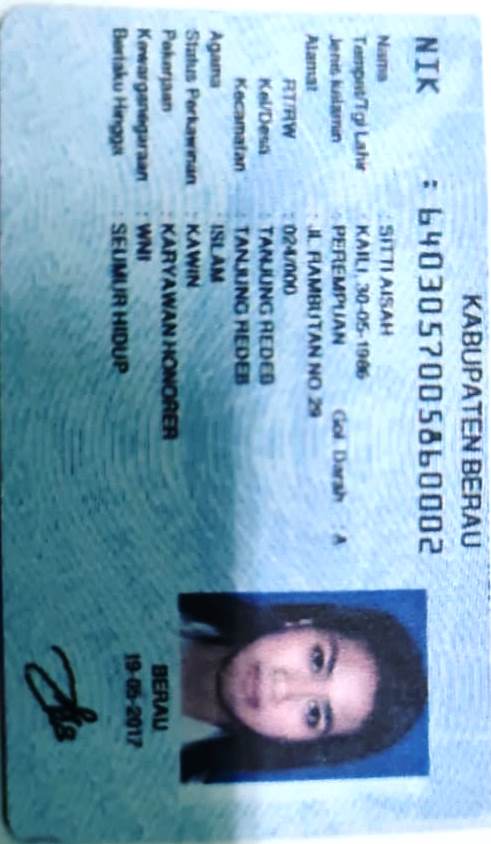 KABUPATEN BERAU
NIK : 6403057005860002
Nama : SITTI AISAH
Tempat/Tgl Lahir : KAILI, 30-05-1986
Jenis kelamin : PEREMPUAN Gol. Darah : A
Alamat : JL. RAMBUTAN NO 29
RT/RW : 024/000
Kel/Desa : TANJUNG REDEB
Kecamatan : TANJUNG REDEB
Agama : ISLAM
Status Perkawinan : KAWIN
Pekerjaan : KARYAWAN HONORER
Kewarganegaraan : WNI
Berlaku Hingga : SEUMUR HIDUP
BERAU
19-05-2017